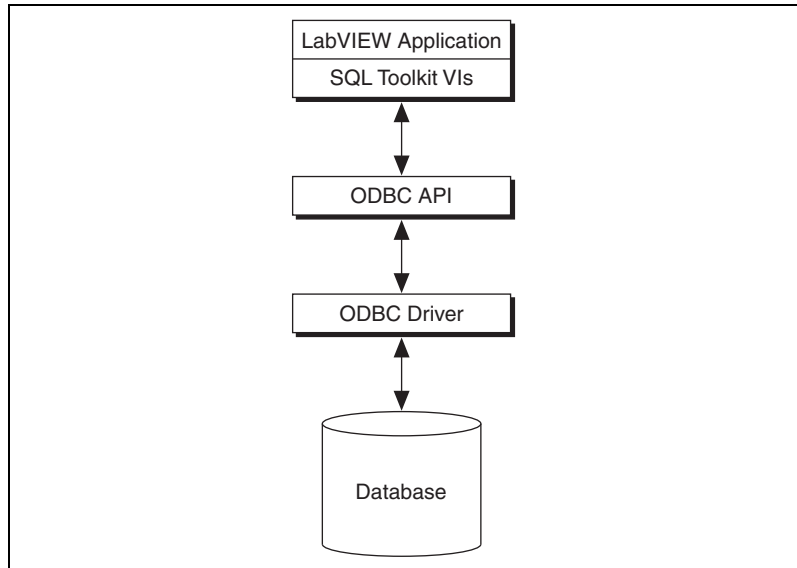 LabVIEW Application
SQL Toolkit VIs
ODBC API
ODBC Driver
Database